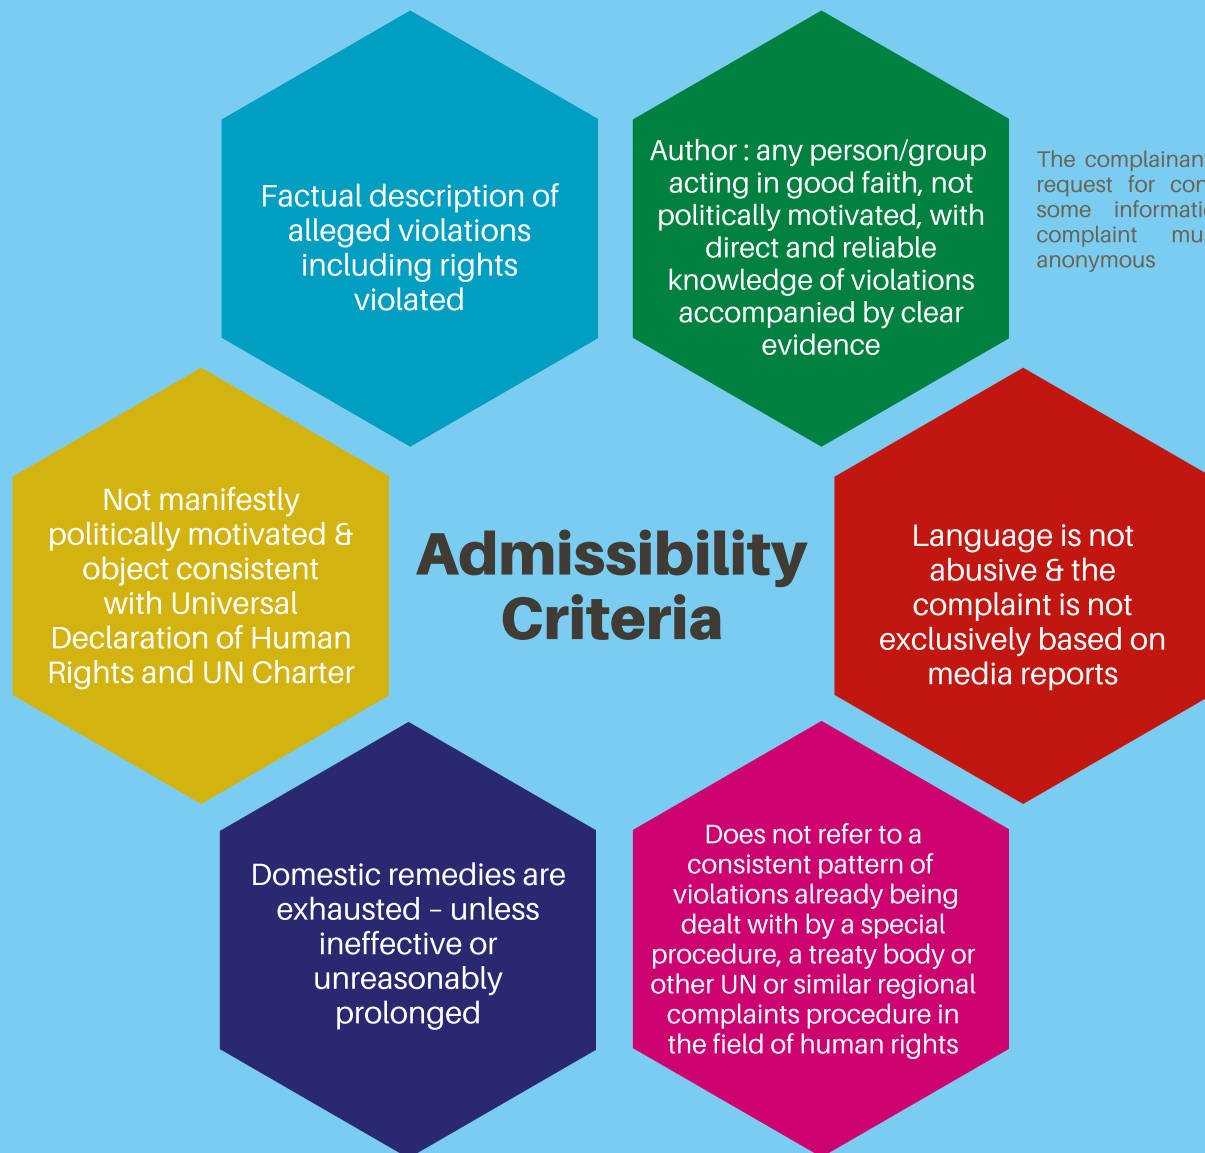 Factual description of
alleged violations
including rights
violated
Author : any person/group
acting in good faith, not
politically motivated, with
direct and reliable
knowledge of violations
accompanied by clear
evidence
The complainant
request for
some
complaint
anonymous
Not manifestly
politically motivated &
object consistent
with Universal
Declaration of Human
Rights and UN Charter
Admissibility
Criteria
Language is not
abusive & the
complaint is not
exclusively based on
media reports
Domestic remedies are
exhausted – unless
ineffective or
unreasonably
prolonged
Does not refer to a
consistent pattern of
violations already being
dealt with by a special
procedure, a treaty body or
other UN or similar regional
complaints procedure in
the field of human rights